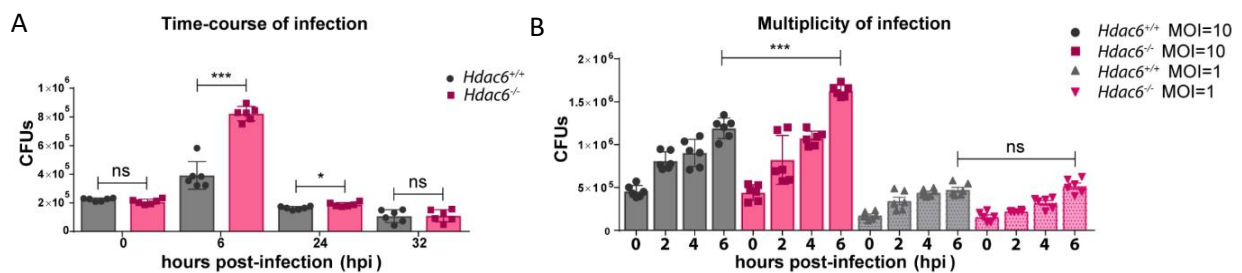 A
Time-course of infection
Hdac6+/+
Hdac6-/-
CFUs
1×10 6
8×10 5
6×10 5
4×10 5
2×10 5
0
ns
***
*
ns
0 6 24 32
hours post-infection (hpi)
B
Multiplicity of infection
Hdac6+/+ MOI=10
Hdac6-/- MOI=10
Hdac6+/+ MOI=1
Hdac6-/- MOI=1
CFUs
2×10 6
1×10 6
1×10 6
5×10 5
0
***
ns
0 2 4 6 0 2 4 6 0 2 4 6 0 2 4 6
hours post-infection (hpi)